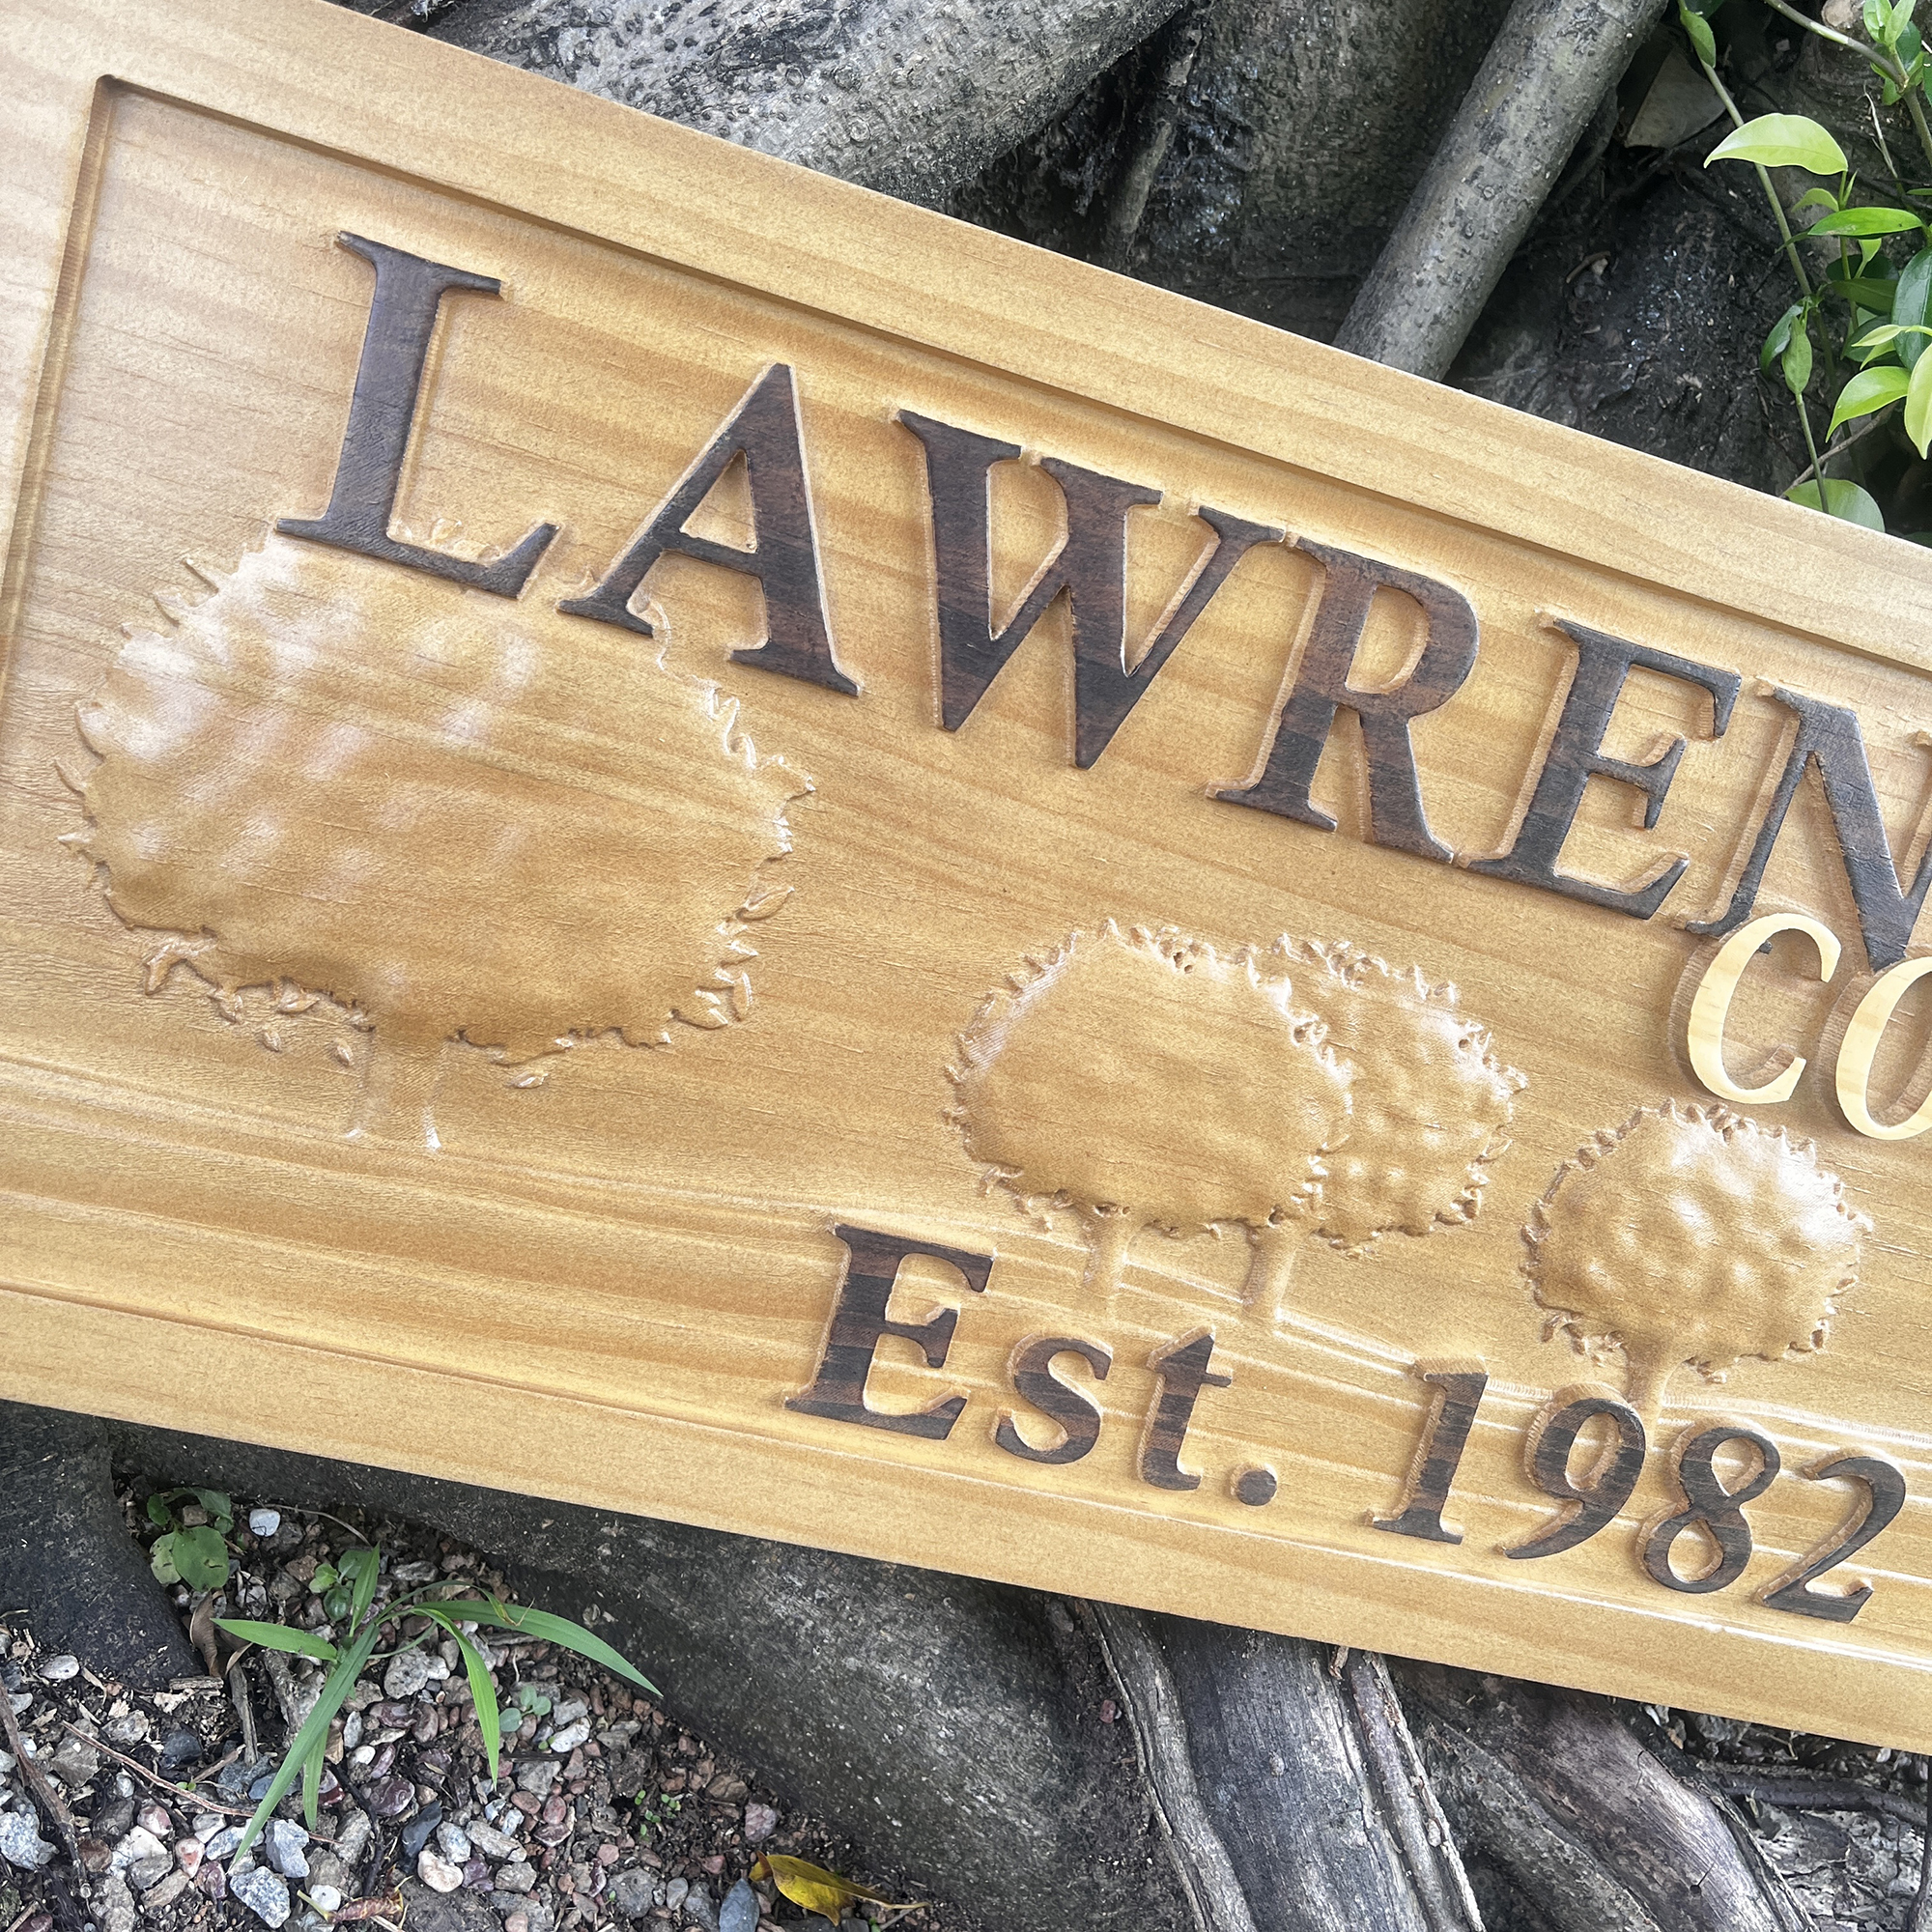 LAWREN
CO
Est. 1982